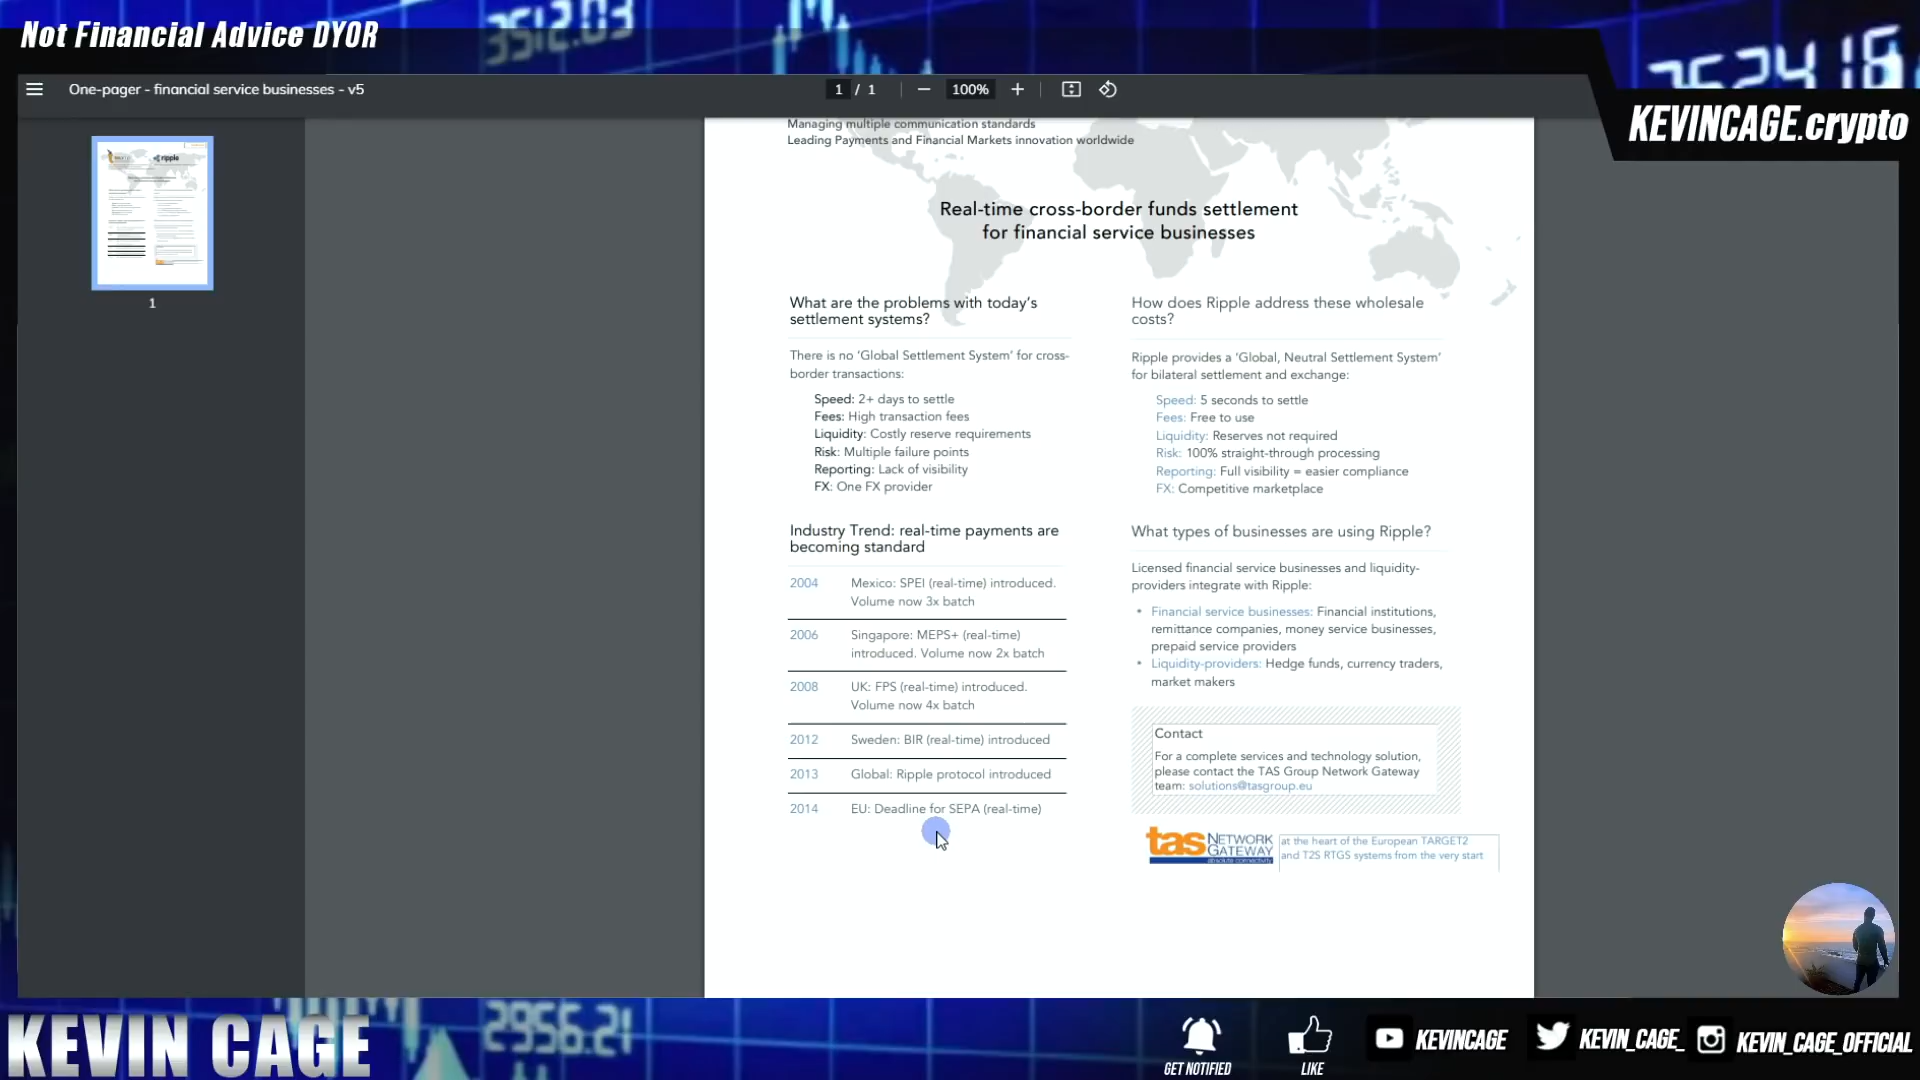 Not Financial Advice DYOR
3512.03
KEVINCAGE.crypto
One-pager - financial service businesses - v5
1 / 1
100%
ripple
1
Managing multiple communication standards
Leading Payments and Financial Markets innovation worldwide
Real-time cross-border funds settlement
for financial service businesses
What are the problems with today's
settlement systems?
There is no 'Global Settlement System' for cross-
border transactions:
Speed: 2+ days to settle
Fees: High transaction fees
Liquidity: Costly reserve requirements
Risk: Multiple failure points
Reporting: Lack of visibility
FX: One FX provider
Industry Trend: real-time payments are
becoming standard
2004 Mexico: SPEI (real-time) introduced.
Volume now 3x batch
2006 Singapore: MEPS+ (real-time)
introduced. Volume now 2x batch
2008 UK: FPS (real-time) introduced.
Volume now 4x batch
2012 Sweden: BIR (real-time) introduced
2013 Global: Ripple protocol introduced
2014 EU: Deadline for SEPA (real-time)
How does Ripple address these wholesale
costs?
Ripple provides a 'Global, Neutral Settlement System'
for bilateral settlement and exchange:
Speed: 5 seconds to settle
Fees: Free to use
Liquidity: Reserves not required
Risk: 100% straight-through processing
Reporting: Full visibility = easier compliance
FX: Competitive marketplace
What types of businesses are using Ripple?
Licensed financial service businesses and liquidity-
providers integrate with Ripple:
• Financial service businesses: Financial institutions,
remittance companies, money service businesses,
prepaid service providers
• Liquidity-providers: Hedge funds, currency traders,
market makers
Contact
For a complete services and technology solution,
please contact the TAS Group Network Gateway
team: solutions@tasgroup.eu
tas NETWORK
GATEWAY
absolute connectivity
at the heart of the European TARGET2
and T2S RTGS systems from the very start
KEVIN CAGE
2956.21
GET NOTIFIED
LIKE
KEVINCAGE
KEVIN_CAGE_
KEVIN_CAGE_OFFICIAL